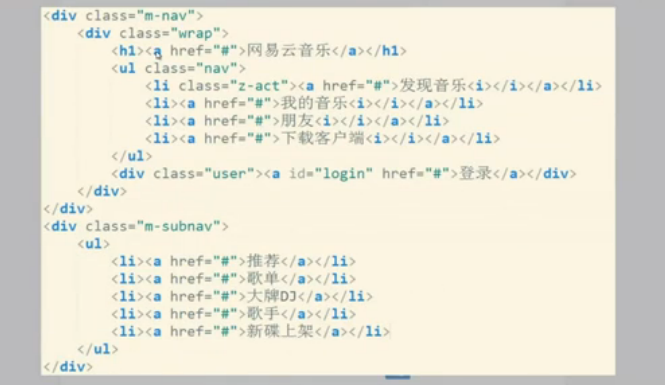 <div class="m-nav">
<div class="wrap">
<h1><a href="#">网易云音乐</a></h1>
<ul class="nav">
<li class="z-act"><a href="#">发现音乐<i></i></a></li>
<li><a href="#">我的音乐<i></i></a></li>
<li><a href="#">朋友<i></i></a></li>
<li><a href="#">下载客户端<i></i></a></li>
</ul>
<div class="user"><a id="login" href="#">登录</a></div>
</div>
</div>
<div class="m-subnav">
<ul>
<li><a href="#">推荐</a></li>
<li><a href="#">歌单</a></li>
<li><a href="#">大牌DJ</a></li>
<li><a href="#">歌手</a></li>
<li><a href="#">新碟上架</a></li>
</ul>
</div>